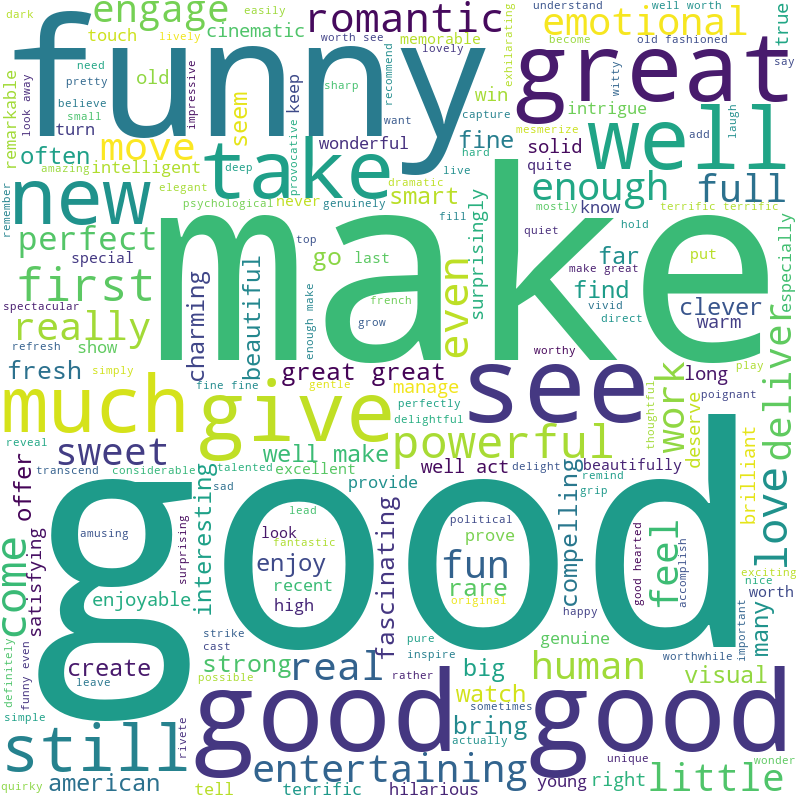 dark
easily
understand
well worth
engage
romantic
emotional
true
touch
lively
cinematic
worth see
memorable
lovely
exhilarating
become
old fashioned
say
funny
great
need
pretty
believe
small
old
seem
keep
recommend
sharp
win
intrigue
witty
remarkable
look away
impressive
turn
want
capture
mesmerize
add
laugh
often
move
wonderful
fine
solid
well
amazing
intelligent
take
provocative
hard
quite
elegant
deep
genuinely
live
dramatic
enough
full
remember
new
psychological
never
smart
fill
mostly
know
terrific terrific
especially
perfect
special
charming
beautiful
top
go
last
even
surprisingly
quiet
far
hold
put
make
make great
find
first
spectacular
french
grow
vivid
direct
clever
warm
really
refresh
show
enough make
worthy
deliver
fresh
simply
fine fine
great great
gentle
manage
see
long
play
much
give
perfectly
delightful
thoughtful
work
deserve
poignant
reveal
sweet
well make
powerful
brilliant
love
transcend
considerable
talented
excellent
well act
delight
beautifully
offer
interesting
sad
provide
compelling
remind
grip
good
come
satisfying
amusing
surprising
lead
look
fantastic
enjoy
fascinating
political
prove
fun
good hearted
feel
accomplish
exciting
nice
enjoyable
recent
high
rare
original
happy
worth
many
important
definitely
funny even
strike
cast
pure
inspire
genuine
worthwhile
create
leave
strong
possible
real
rather
big
human
visual
simple
still
rivete
good good
watch
sometimes
bring
actually
unique
wonder
quirky
american
tell
entertaining
terrific
hilarious
young
right
little